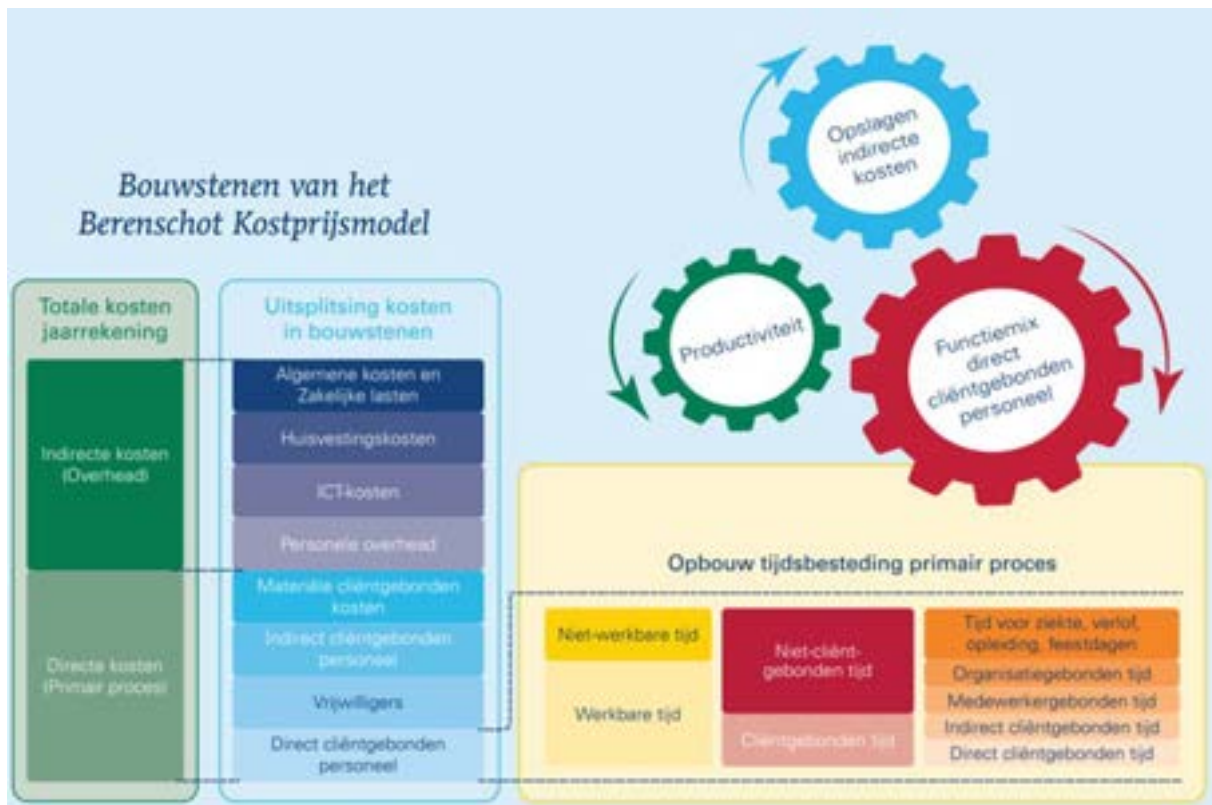 Bouwstenen van het
Berenschot Kostprijsmodel
Totale kosten
jaarrekening
Indirecte kosten
(Overhead)
Directe kosten
(Primair proces)
Uitsplitsing kosten
in bouwstenen
Algemene kosten en
Zakelijke lasten
Huisvestingskosten
ICT-kosten
Personele overhead
Materiële cliëntgebonden
kosten
Indirect cliëntgebonden
personeel
Vrijwilligers
Direct cliëntgebonden
personeel
Opslagen
indirecte
kosten
Productiviteit
Functiemix
direct
cliëntgebonden
personeel
Opbouw tijdsbesteding primair proces
Niet-werkbare tijd
Werkbare tijd
Niet-cliënt-
gebonden tijd
Cliëntgebonden tijd
Tijd voor ziekte, verlof,
opleiding, feestdagen
Organisatiegebonden tijd
Medewerkergebonden tijd
Indirect cliëntgebonden tijd
Direct cliëntgebonden tijd